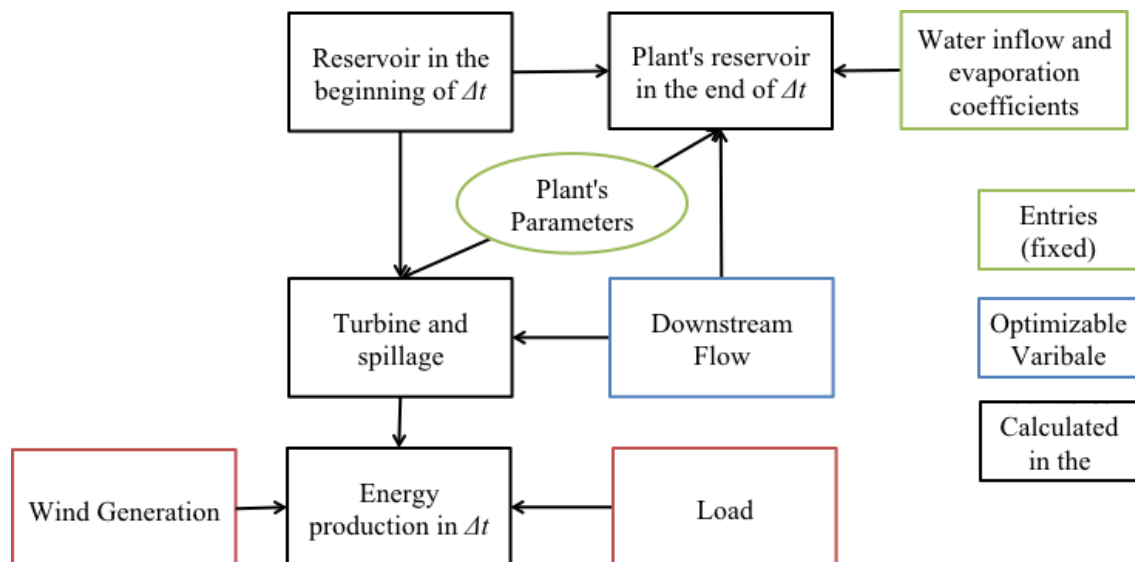 Reservoir in the
beginning of Δt
Plant's reservoir
in the end of Δt
Water inflow and
evaporation
coefficients
Plant's
Parameters
Entries
(fixed)
Turbine and
spillage
Downstream
Flow
Optimizable
Varibale
Calculated
in the
Wind Generation
Energy
production in Δt
Load